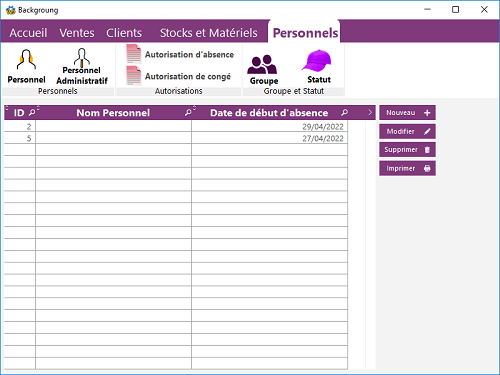 Backgroung
Accueil Ventes Clients Stocks et Matériels Personnels
Personnel
Personnel Administratif
Personnels
Autorisation d'absence
Autorisation de congé
Autorisations
Groupe
Statut
Groupe et Statut
ID Nom Personnel Date de début d'absence
2 29/04/2022
5 27/04/2022
Nouveau
Modifier
Supprimer
Imprimer